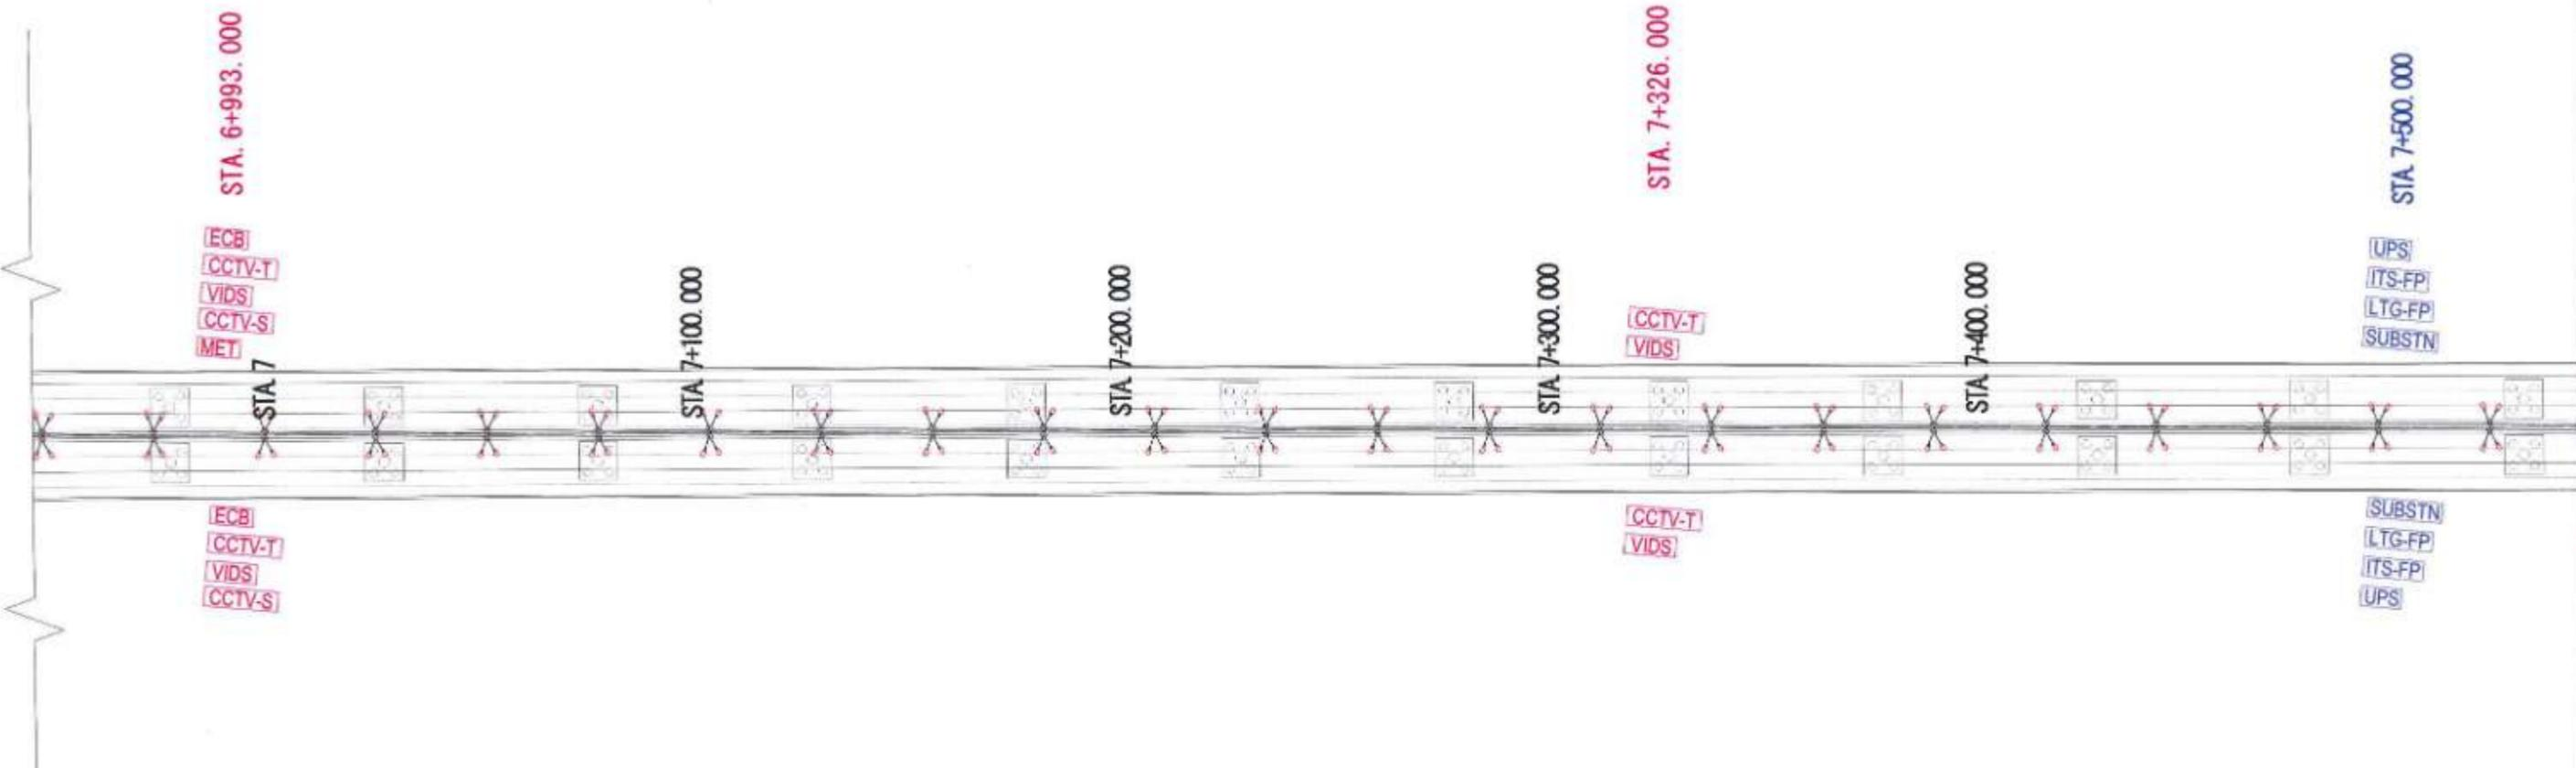 STA. 6+993. 000
STA. 7+326. 000
STA. 7+500. 000
ECB
CCTV-T
VIDS
CCTV-S
MET
STA. 7
STA. 7+100. 000
STA. 7+200. 000
STA. 7+300. 000
CCTV-T
VIDS
STA. 7+400. 000
UPS
ITS-FP
LTG-FP
SUBSTN
ECB
CCTV-T
VIDS
CCTV-S
CCTV-T
VIDS
SUBSTN
LTG-FP
ITS-FP
UPS